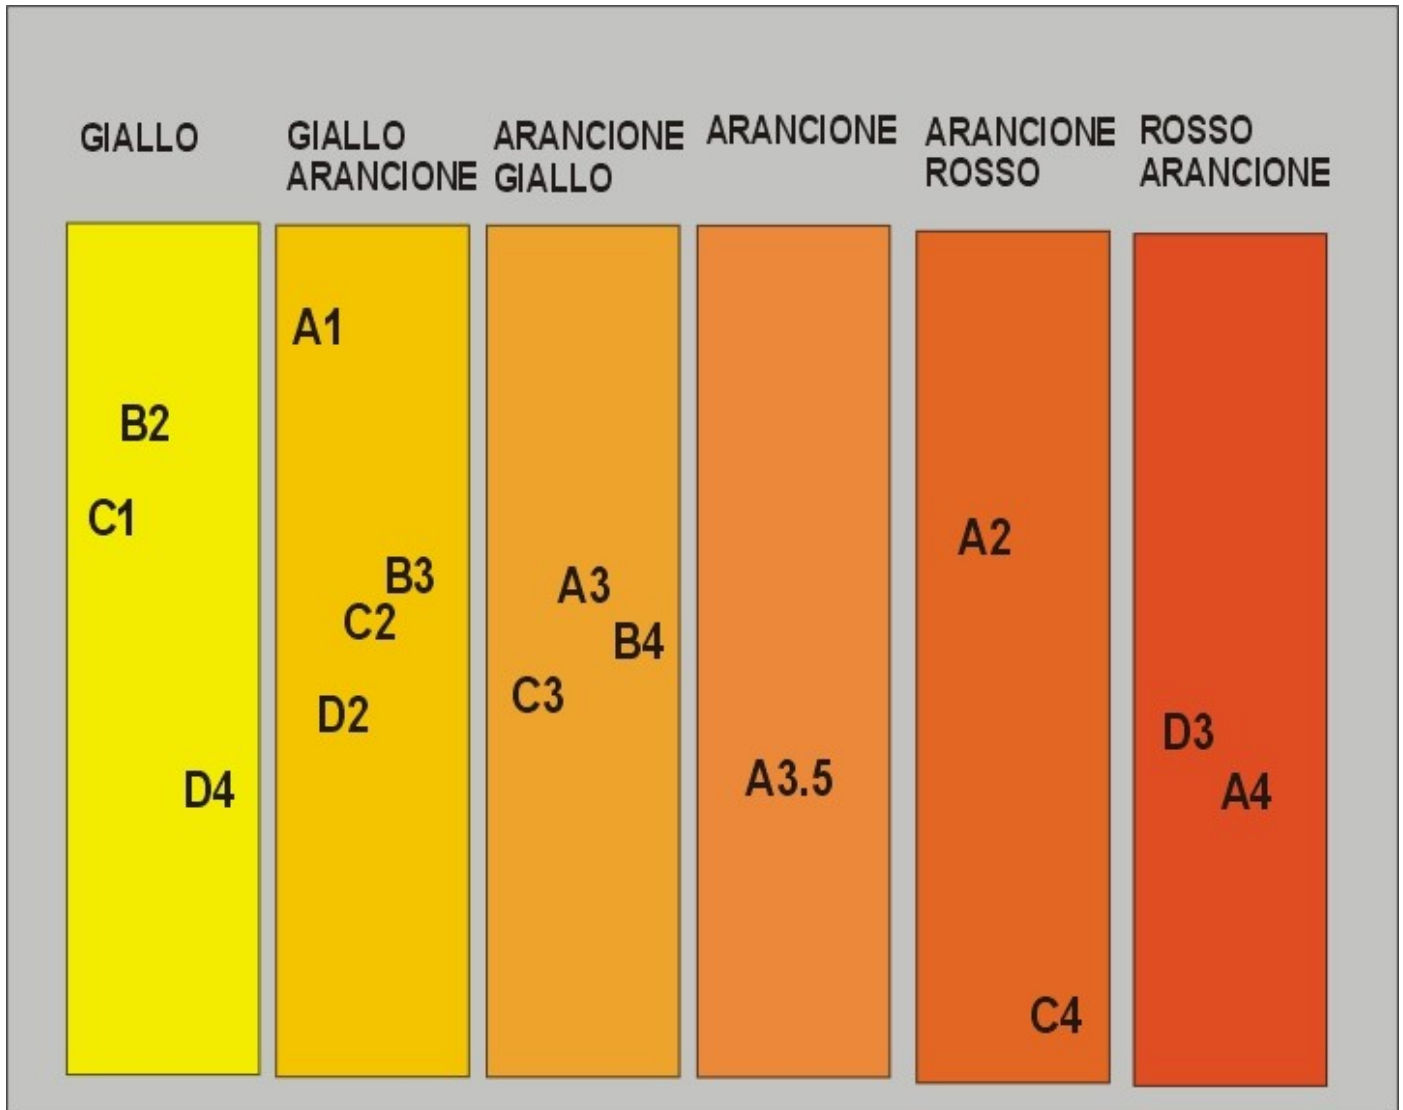 GIALLO
GIALLO
ARANCIONE
ARANCIONE
GIALLO
ARANCIONE
ARANCIONE
ROSSO
ROSSO
ARANCIONE
B2
C1
D4
A1
B3
C2
D2
A3
B4
C3
A3.5
A2
C4
D3
A4